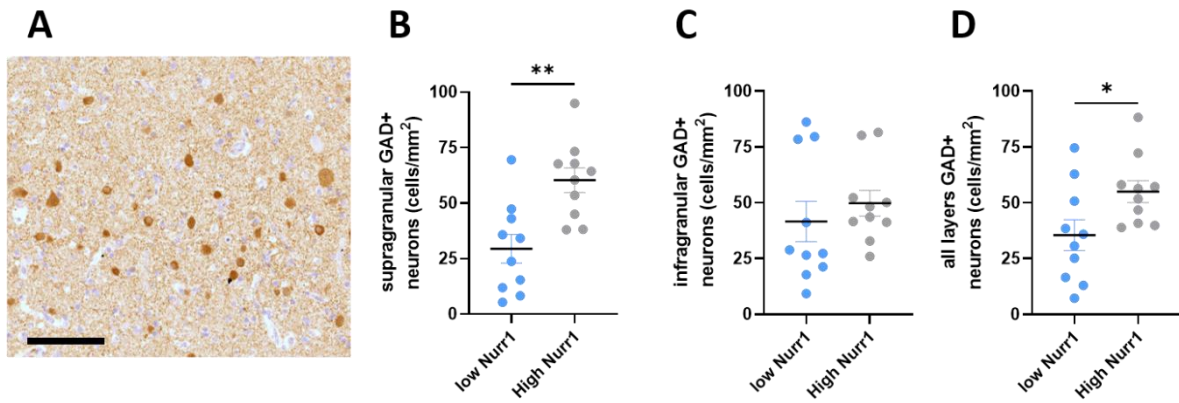 A
B
C
D
**
*
supragranular GAD+
neurons (cells/mm²)
100
75
50
25
0
low Nurr1
High Nurr1
infragranular GAD+
neurons (cells/mm²)
100
75
50
25
0
low Nurr1
High Nurr1
all layers GAD+
neurons (cells/mm²)
100
75
50
25
0
low Nurr1
High Nurr1